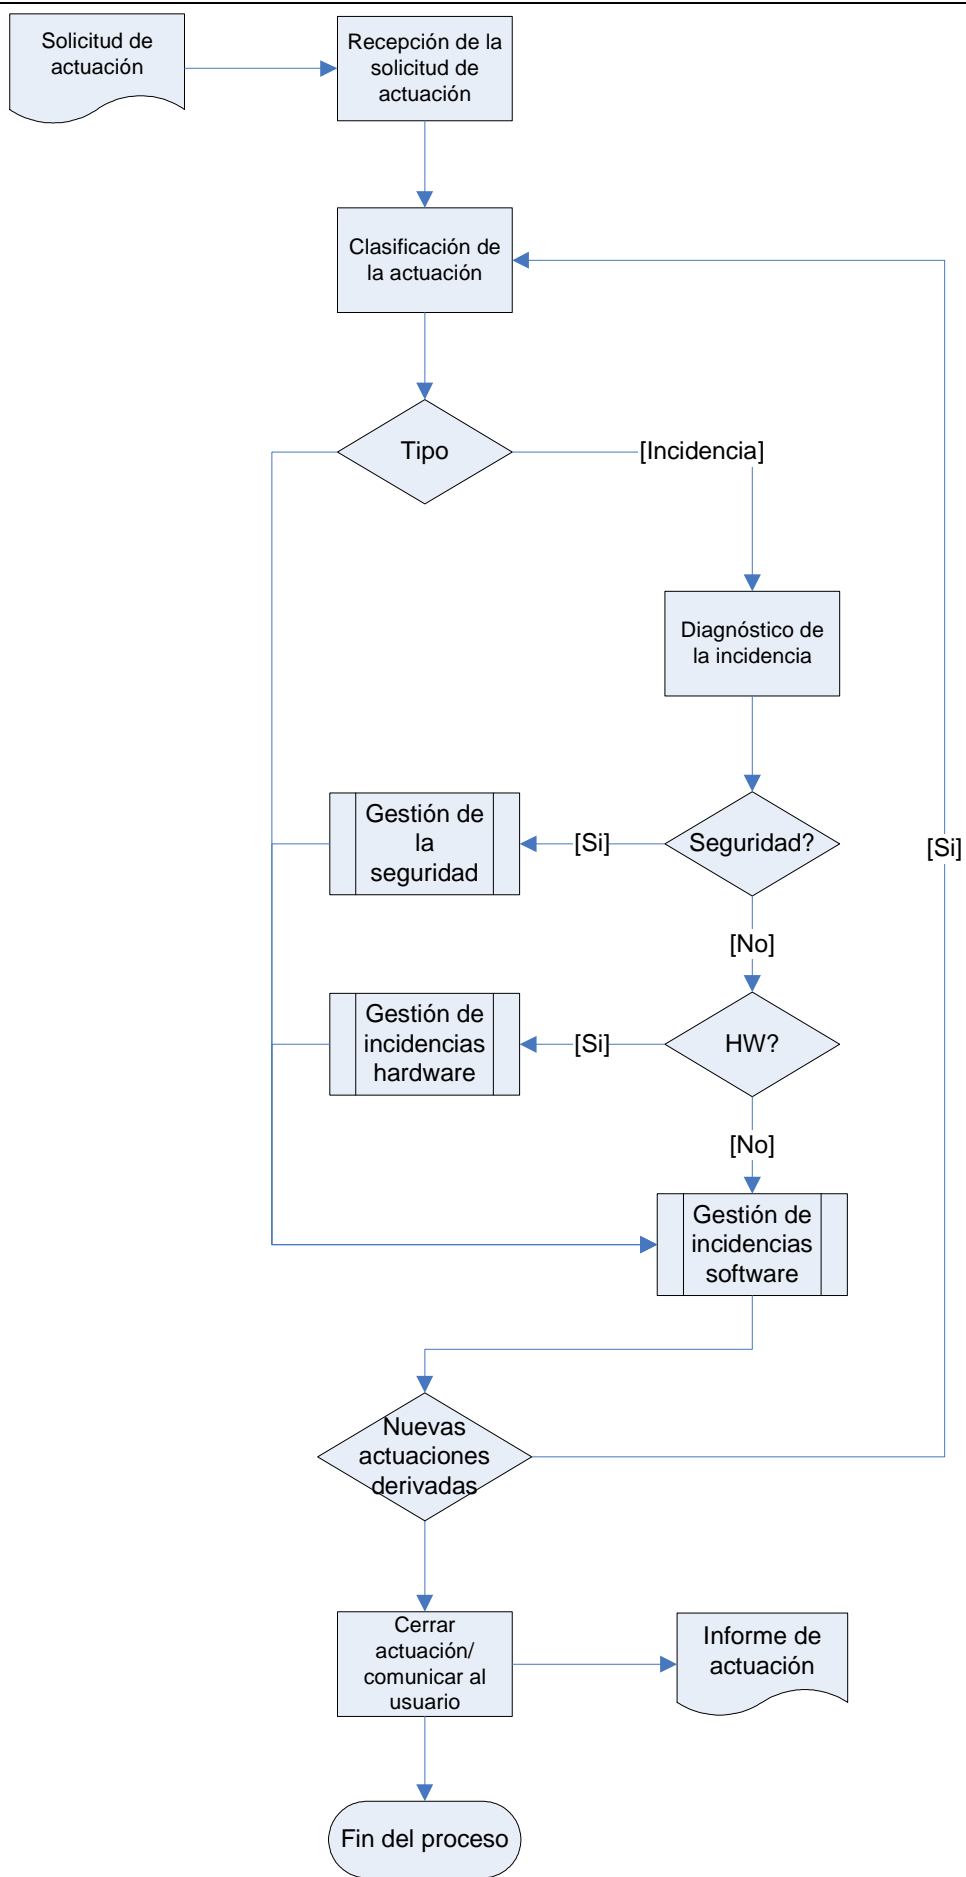 Solicitud de
actuación
Recepción de la
solicitud de
actuación
Clasificación de
la actuación
Tipo
[Incidencia]
Diagnóstico de
la incidencia
Gestión de
la
seguridad
[Si]
Seguridad?
[Si]
[No]
Gestión de
incidencias
hardware
[Si]
HW?
[No]
Gestión de
incidencias
software
Nuevas
actuaciones
derivadas
Cerrar
actuación/
comunicar al
usuario
Informe de
actuación
Fin del proceso